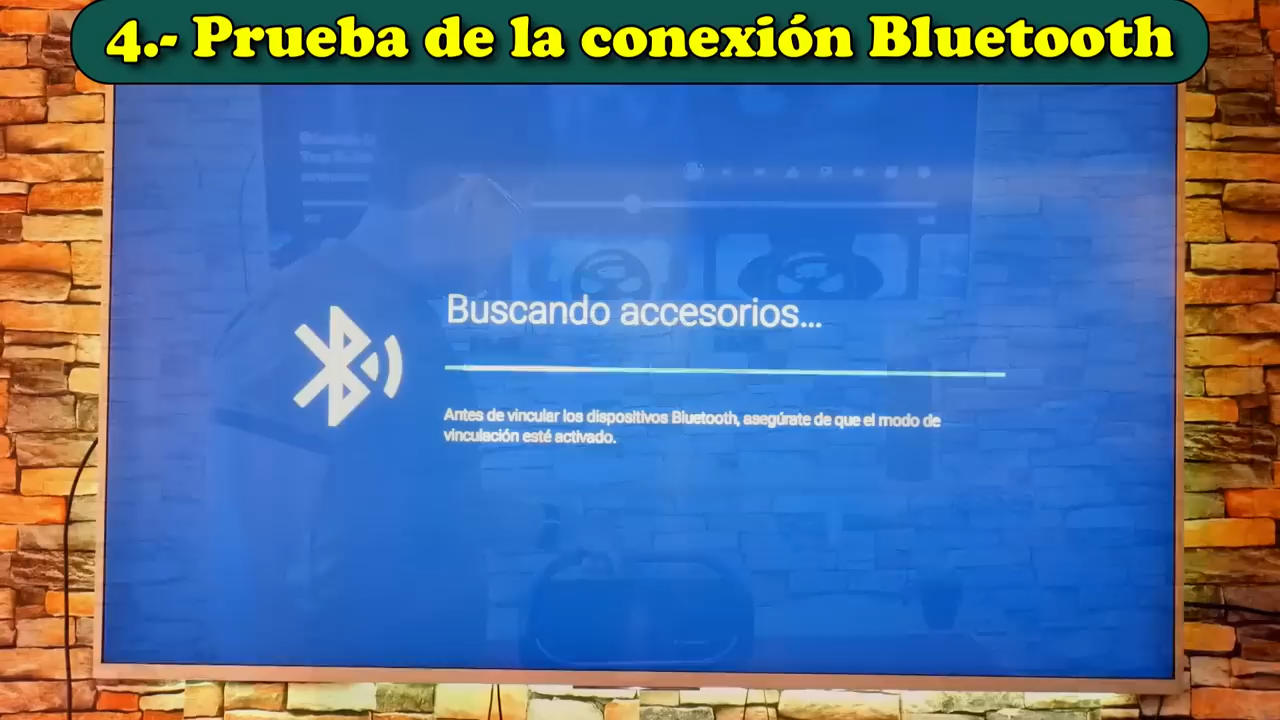 4.- Prueba de la conexión Bluetooth
Buscando accesorios...
Antes de vincular los dispositivos Bluetooth, asegúrate de que el modo de
vinculación esté activado.